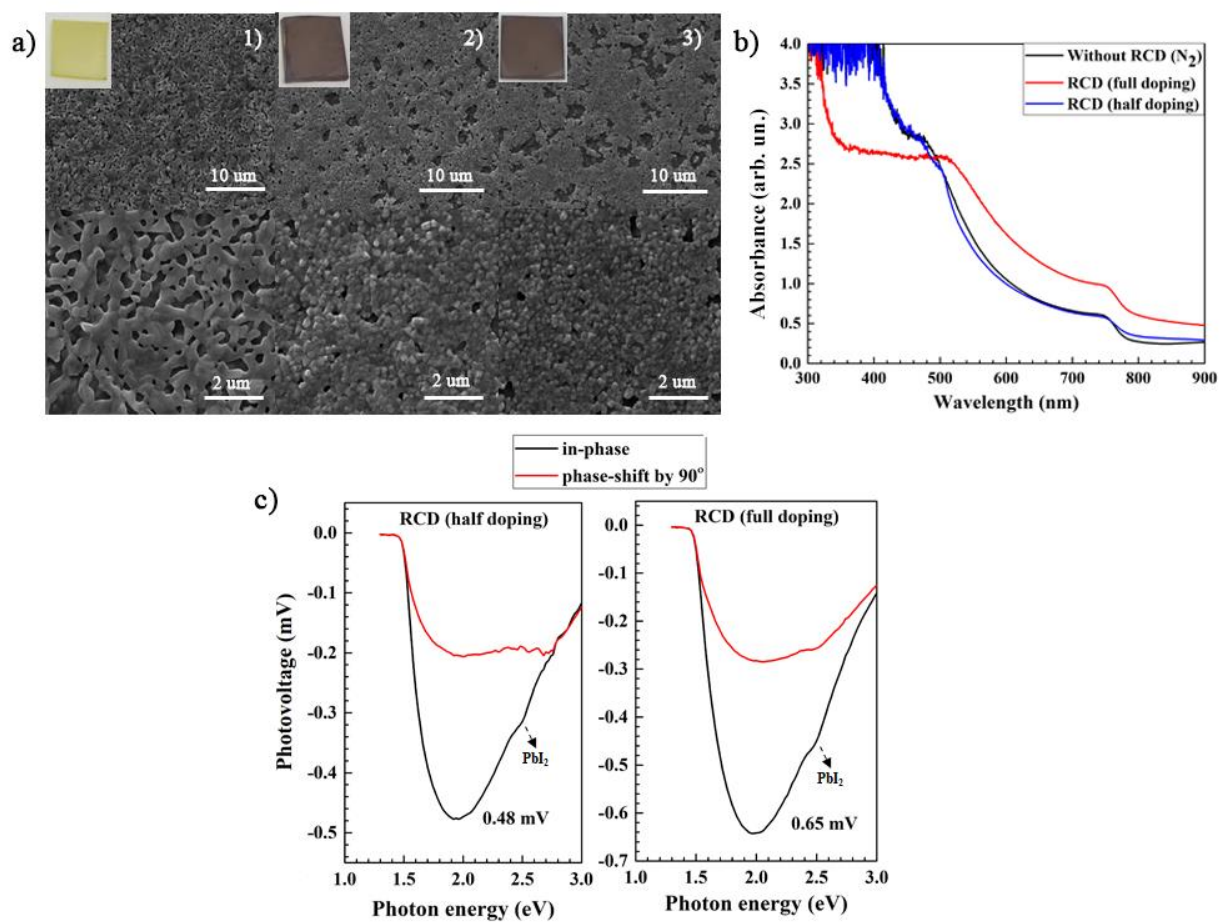 a)
1)
2)
3)
10 um
10 um
10 um
2 um
2 um
2 um
b)
4.0
3.5
3.0
2.5
2.0
1.5
1.0
0.5
0.0
300 400 500 600 700 800 900
Absorbance (arb. un.)
Wavelength (nm)
Without RCD (N₂)
RCD (full doping)
RCD (half doping)
in-phase
phase-shift by 90°
c)
RCD (half doping)
0.0
-0.1
-0.2
-0.3
-0.4
-0.5
Photovoltage (mV)
PbI₂
0.48 mV
1.0 1.5 2.0 2.5 3.0
Photon energy (eV)
RCD (full doping)
0.0
-0.1
-0.2
-0.3
-0.4
-0.5
-0.6
-0.7
PbI₂
0.65 mV
1.0 1.5 2.0 2.5 3.0
Photon energy (eV)